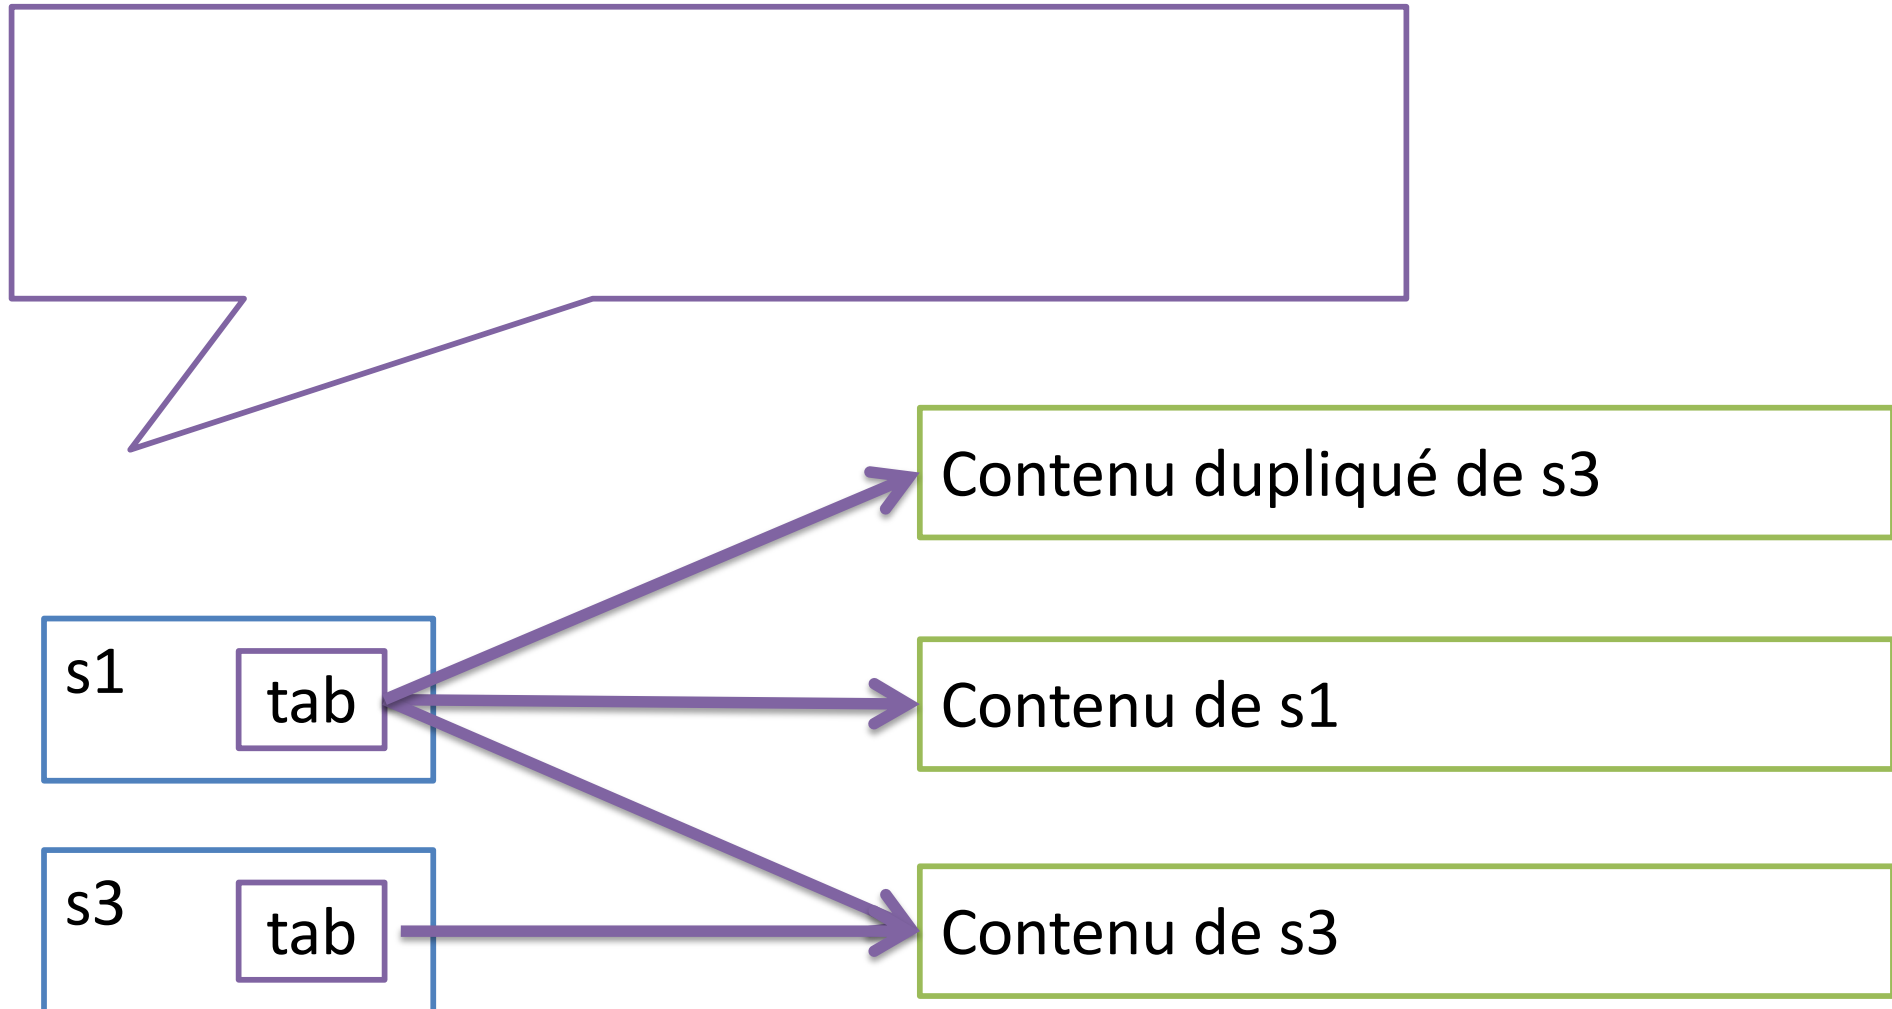 Contenu dupliqué de s3
s1
tab
Contenu de s1
s3
tab
Contenu de s3